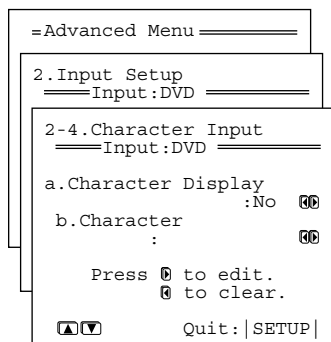 Advanced Menu
2.Input Setup
Input:DVD
2-4.Character Input
Input:DVD
a.Character Display
:No
b.Character
:
Press to edit.
to clear.
Quit:|SETUP|